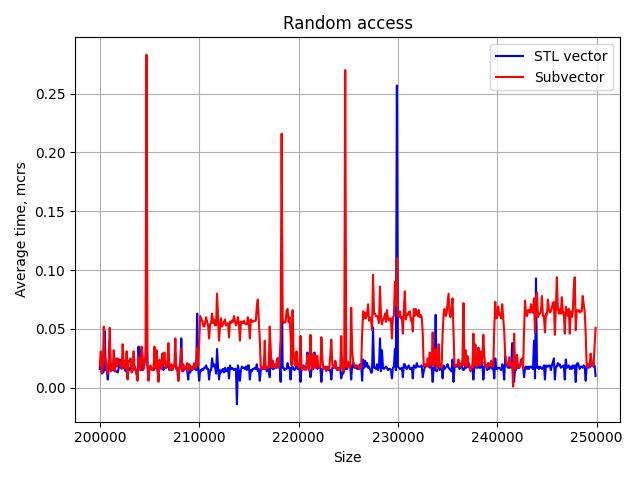 Random access
STL vector
Subvector
0.25
0.20
0.15
0.10
0.05
0.00
Average time, mcrs
200000 210000 220000 230000 240000 250000
Size